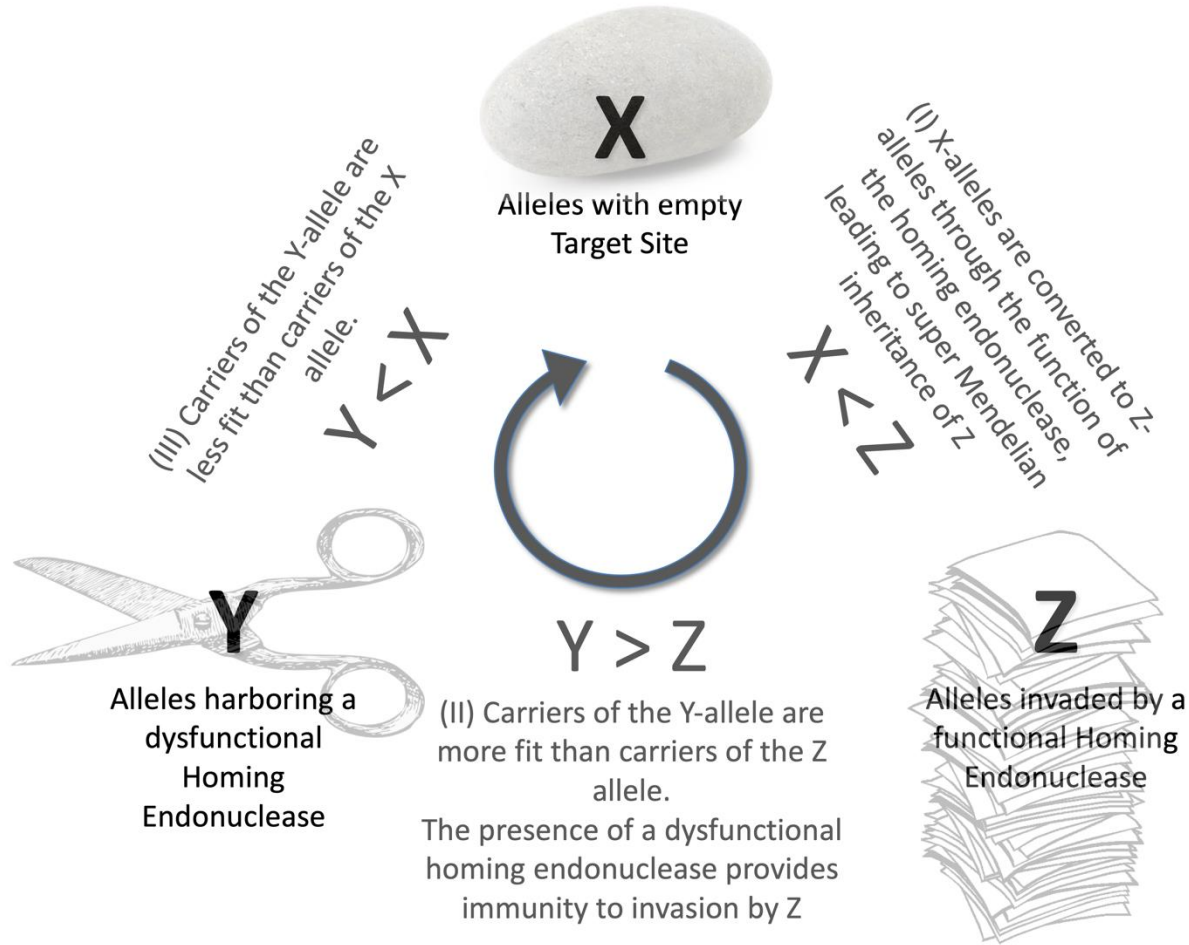 X
Alleles with empty
Target Site
(I) X-alleles are converted to Z-
alleles through the function of
the homing endonuclease,
leading to super Mendelian
inheritance of Z
X < Z
Z
Alleles invaded by a
functional Homing
Endonuclease
Y > Z
(II) Carriers of the Y-allele are
more fit than carriers of the Z
allele.
The presence of a dysfunctional
homing endonuclease provides
immunity to invasion by Z
Y
Alleles harboring a
dysfunctional
Homing
Endonuclease
(III) Carriers of the Y-allele are
less fit than carriers of the X
allele.
Y < X